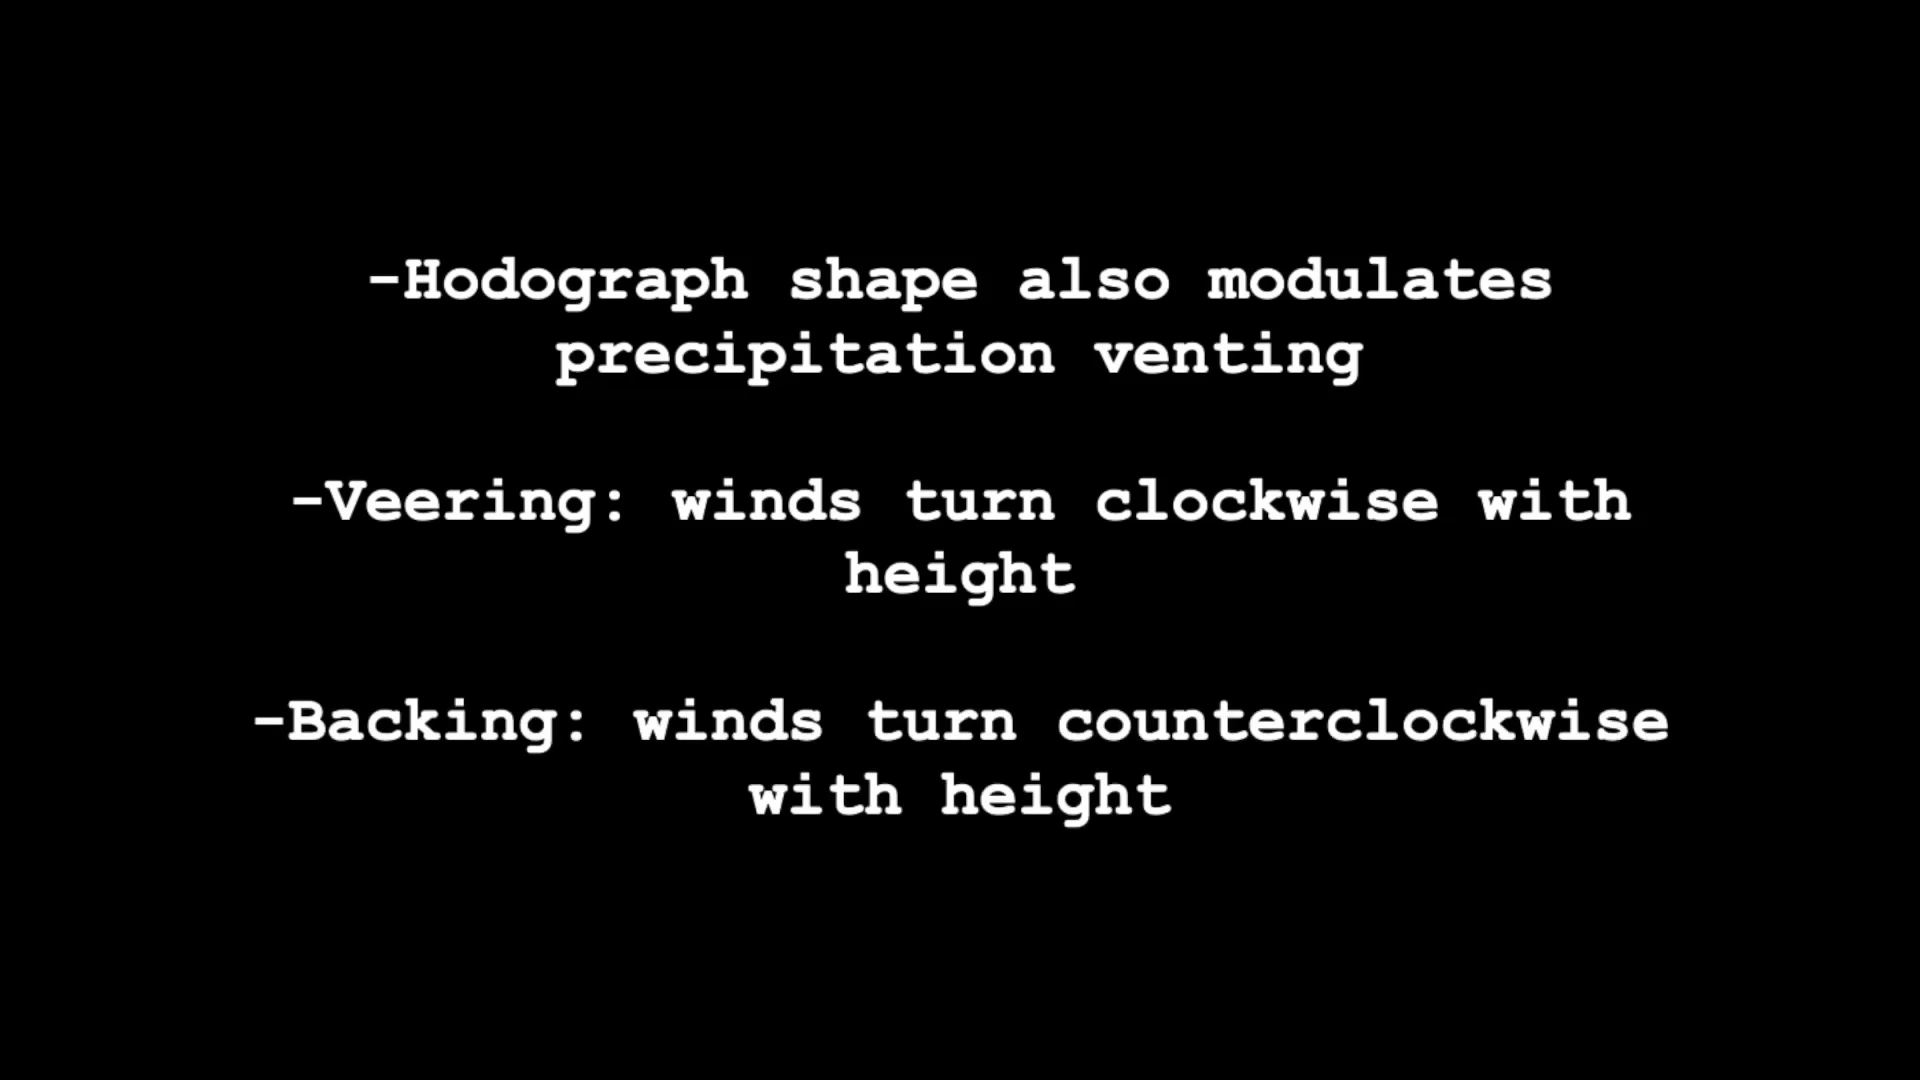 -Hodograph shape also modulates
precipitation venting
-Veering: winds turn clockwise with
height
-Backing: winds turn counterclockwise
with height